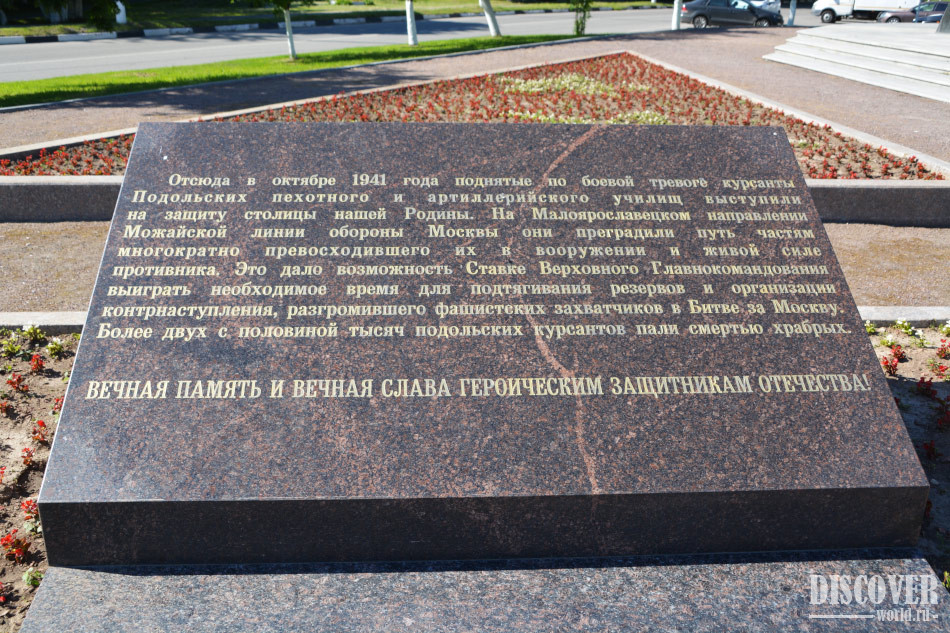 Отсюда в октябре 1941 года поднятые по боевой тревоге курсанты
Подольских пехотного и артиллерийского училищ выступили
на защиту столицы нашей Родины. На Малоярославецком направлении
Можайской линии обороны Москвы они преградили путь частям
многократно превосходившего их в вооружении и живой силе
противника. Это дало возможность Ставке Верховного Главнокомандования
выиграть необходимое время для подтягивания резервов и организации
контрнаступления, разгромившего фашистских захватчиков в Битве за Москву.
Более двух с половиной тысяч подольских курсантов пали смертью храбрых.
ВЕЧНАЯ ПАМЯТЬ И ВЕЧНАЯ СЛАВА ГЕРОИЧЕСКИМ ЗАЩИТНИКАМ ОТЕЧЕСТВА!
DISCOVER
world.ru